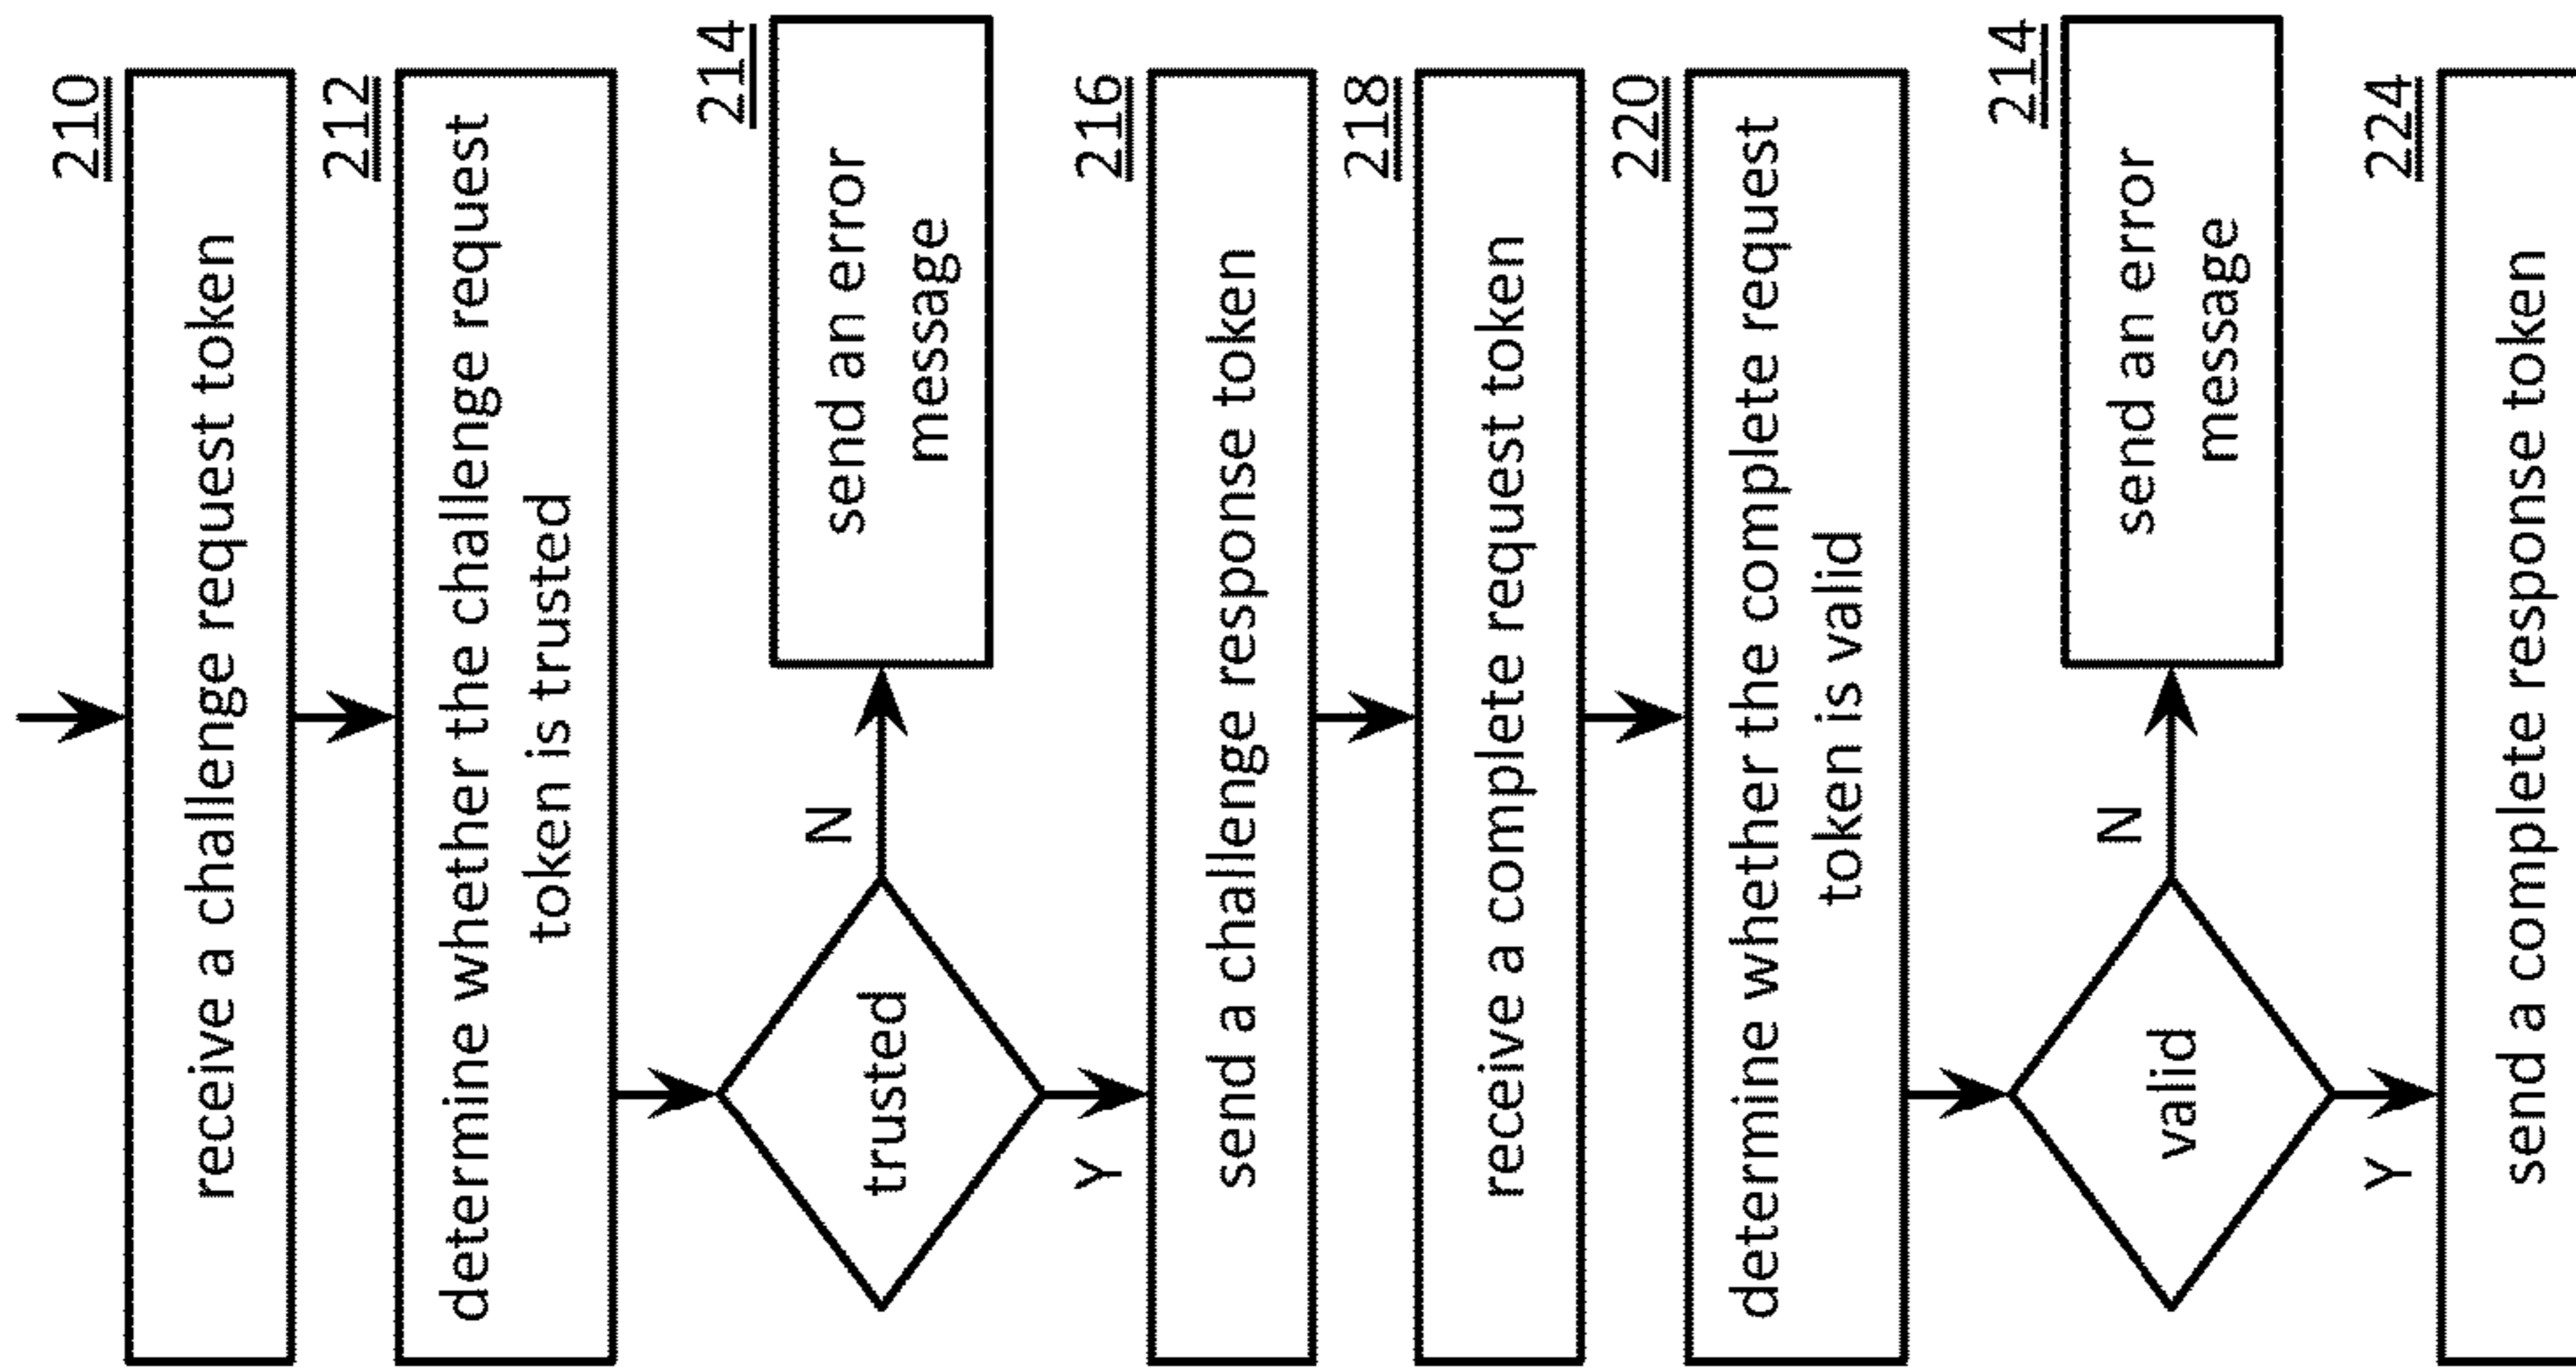 210
receive a challenge request token
212
determine whether the challenge request
token is trusted
trusted
N
214
send an error
message
Y
216
send a challenge response token
218
receive a complete request token
220
determine whether the complete request
token is valid
valid
N
214
send an error
message
Y
224
send a complete response token